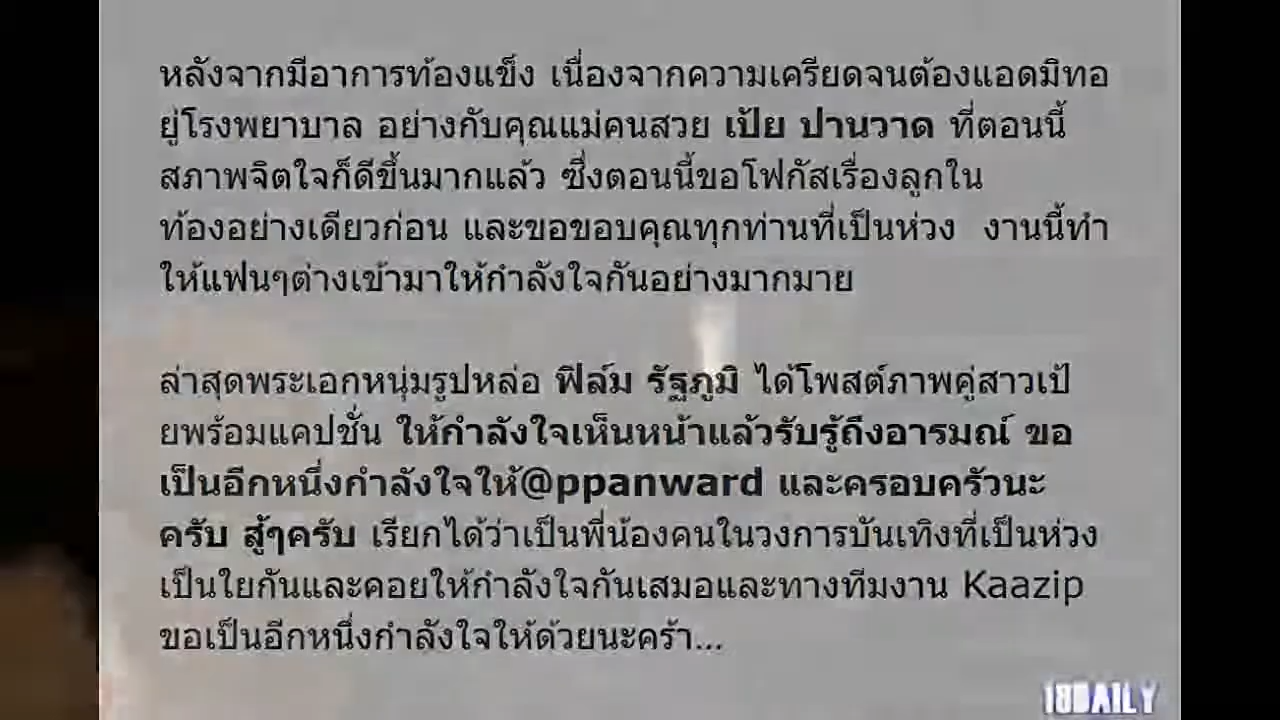 หลังจากมีอาการท้องแข็ง เนื่องจากความเครียดจนต้องแอดมิทอ
ยู่โรงพยาบาล อย่างกับคุณแม่คนสวย เป้ย ปานวาด ที่ตอนนี้
สภาพจิตใจก็ดีขึ้นมากแล้ว ซึ่งตอนนี้ขอโฟกัสเรื่องลูกใน
ท้องอย่างเดียวก่อน และขอขอบคุณทุกท่านที่เป็นห่วง งานนี้ทำ
ให้แฟนๆต่างเข้ามาให้กำลังใจกันอย่างมากมาย
ล่าสุดพระเอกหนุ่มรูปหล่อ ฟิล์ม รัฐภูมิ ได้โพสต์ภาพคู่สาวเป้
ยพร้อมแคปชั่น ให้กำลังใจเห็นหน้าแล้วรับรู้ถึงอารมณ์ ขอ
เป็นอีกหนึ่งกำลังใจให้@ppanward และครอบครัวนะ
ครับ สู้ๆครับ เรียกได้ว่าเป็นพี่น้องคนในวงการบันเทิงที่เป็นห่วง
เป็นใยกันและคอยให้กำลังใจกันเสมอและทางทีมงาน Kaazip
ขอเป็นอีกหนึ่งกำลังใจให้ด้วยนะคร้า...
18DAILY